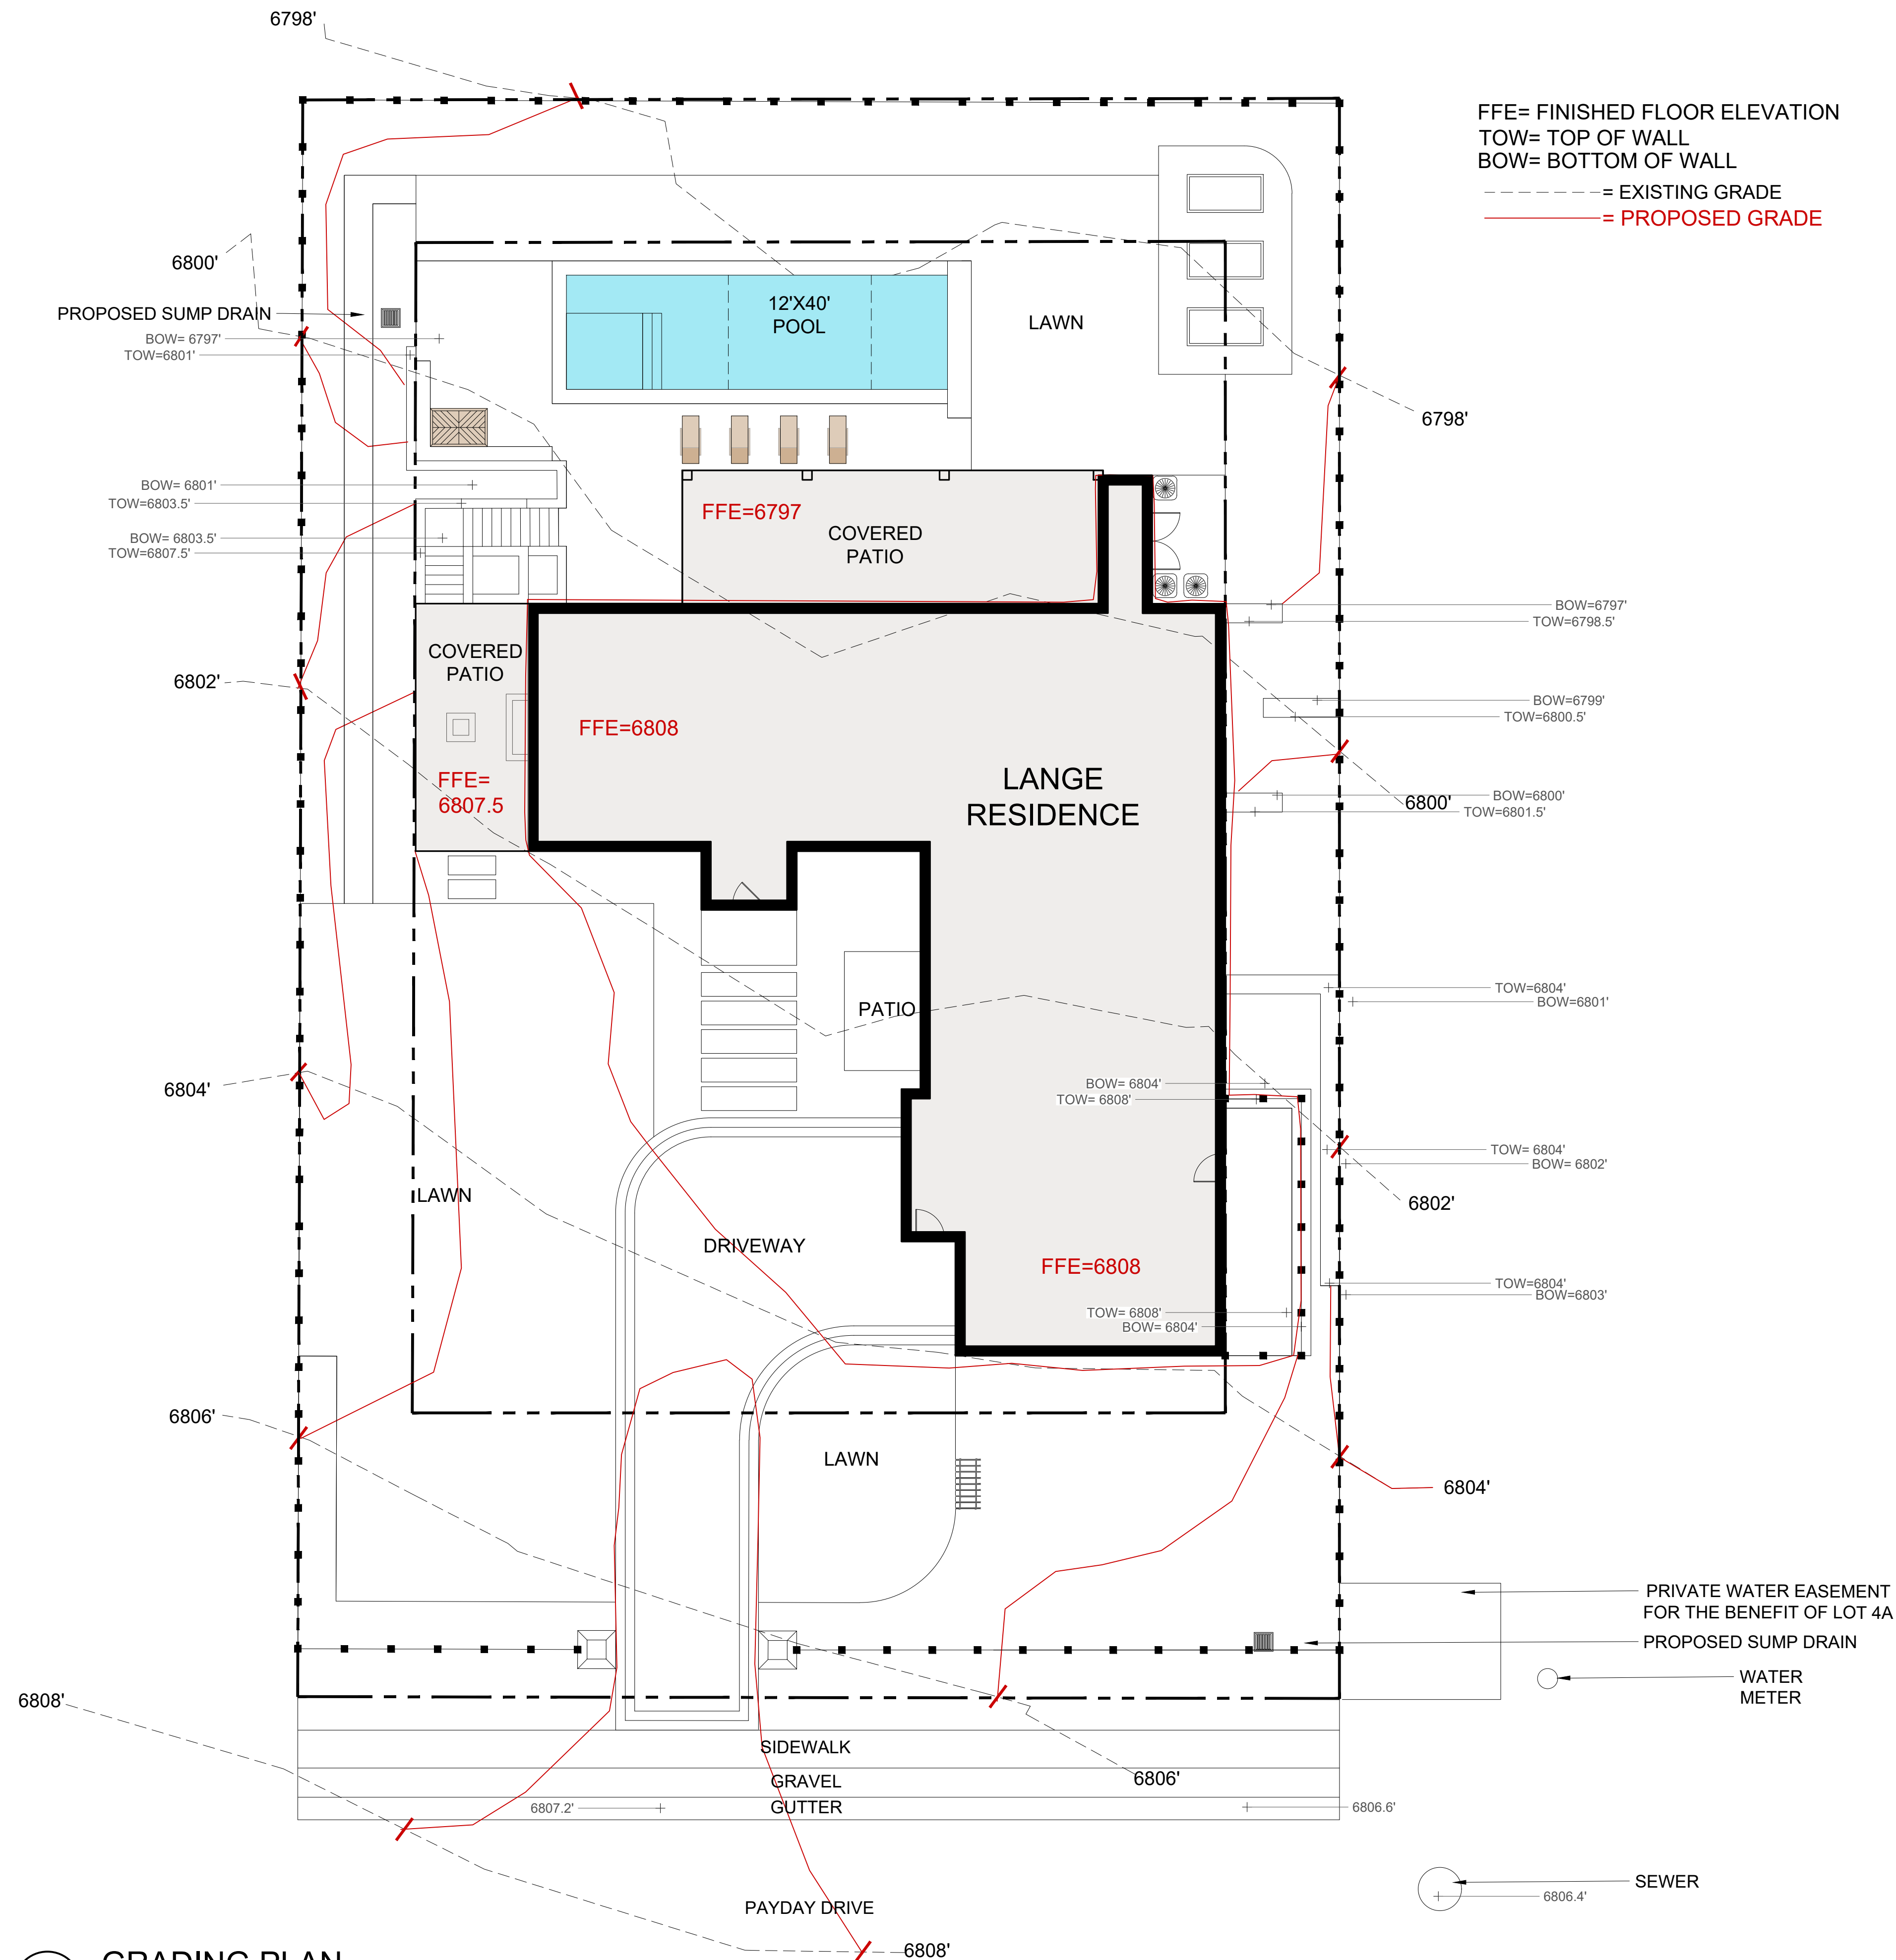 6798'
FFE= FINISHED FLOOR ELEVATION
TOW= TOP OF WALL
BOW= BOTTOM OF WALL
= EXISTING GRADE
= PROPOSED GRADE
6800'
PROPOSED SUMP DRAIN
BOW= 6797'
TOW=6801'
12'X40'
POOL
LAWN
6798'
BOW= 6801'
TOW=6803.5'
BOW= 6803.5'
TOW=6807.5'
FFE=6797
COVERED
PATIO
BOW=6797'
TOW=6798.5'
COVERED
PATIO
6802'
FFE=6808
FFE=
6807.5
BOW=6799'
TOW=6800.5'
LANGE
RESIDENCE
BOW=6800'
6800'
TOW=6801.5'
PATIO
TOW=6804'
BOW=6801'
6804'
BOW= 6804'
TOW= 6808'
TOW= 6804'
BOW= 6802'
LAWN
6802'
DRIVEWAY
FFE=6808
TOW=6804'
BOW=6803'
TOW= 6808'
BOW= 6804'
6806'
LAWN
6804'
PRIVATE WATER EASEMENT
FOR THE BENEFIT OF LOT 4A
PROPOSED SUMP DRAIN
WATER
METER
6808'
SIDEWALK
6806'
GRAVEL
6807.2'
GUTTER
6806.6'
SEWER
6806.4'
PAYDAY DRIVE
6808'
GRADING PLAN